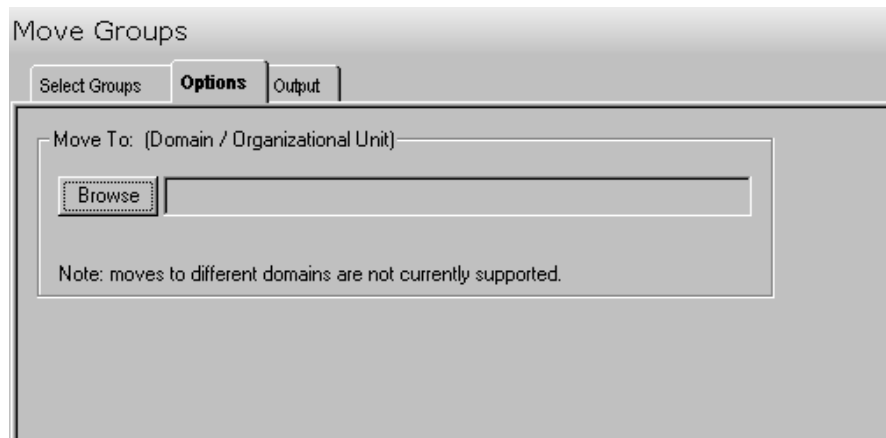 Move Groups
Select Groups Options Output
Move To: (Domain / Organizational Unit)
Browse
Note: moves to different domains are not currently supported.